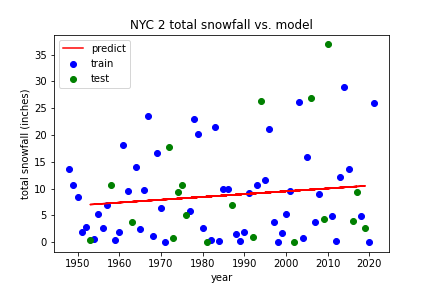 NYC 2 total snowfall vs. model
predict
train
test
total snowfall (inches)
35
30
25
20
15
10
5
0
1950 1960 1970 1980 1990 2000 2010 2020
year